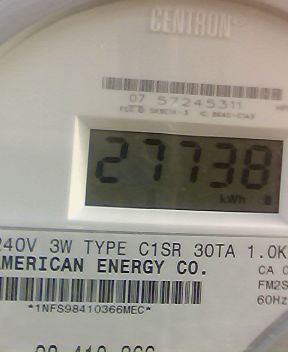 CENTRON®
07 57245311
27738
kWh
240V 3W TYPE C1SR 30TA 1.0K
AMERICAN ENERGY CO.
CA 0
FM2S
60Hz
*1NFS98410366MEC*